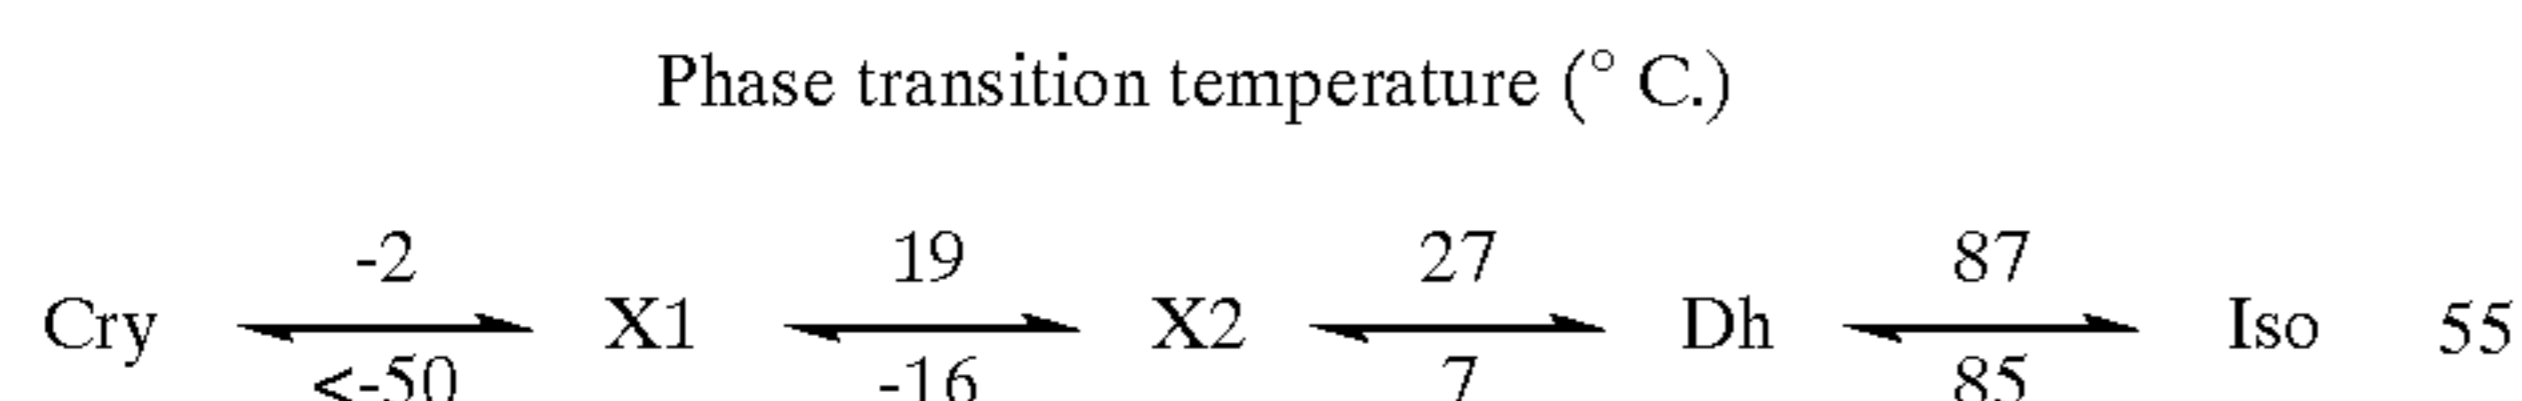 Phase transition temperature (° C.)
-2 19 27 87
Cry X1 X2 Dh Iso 55
<-50 -16 7 85